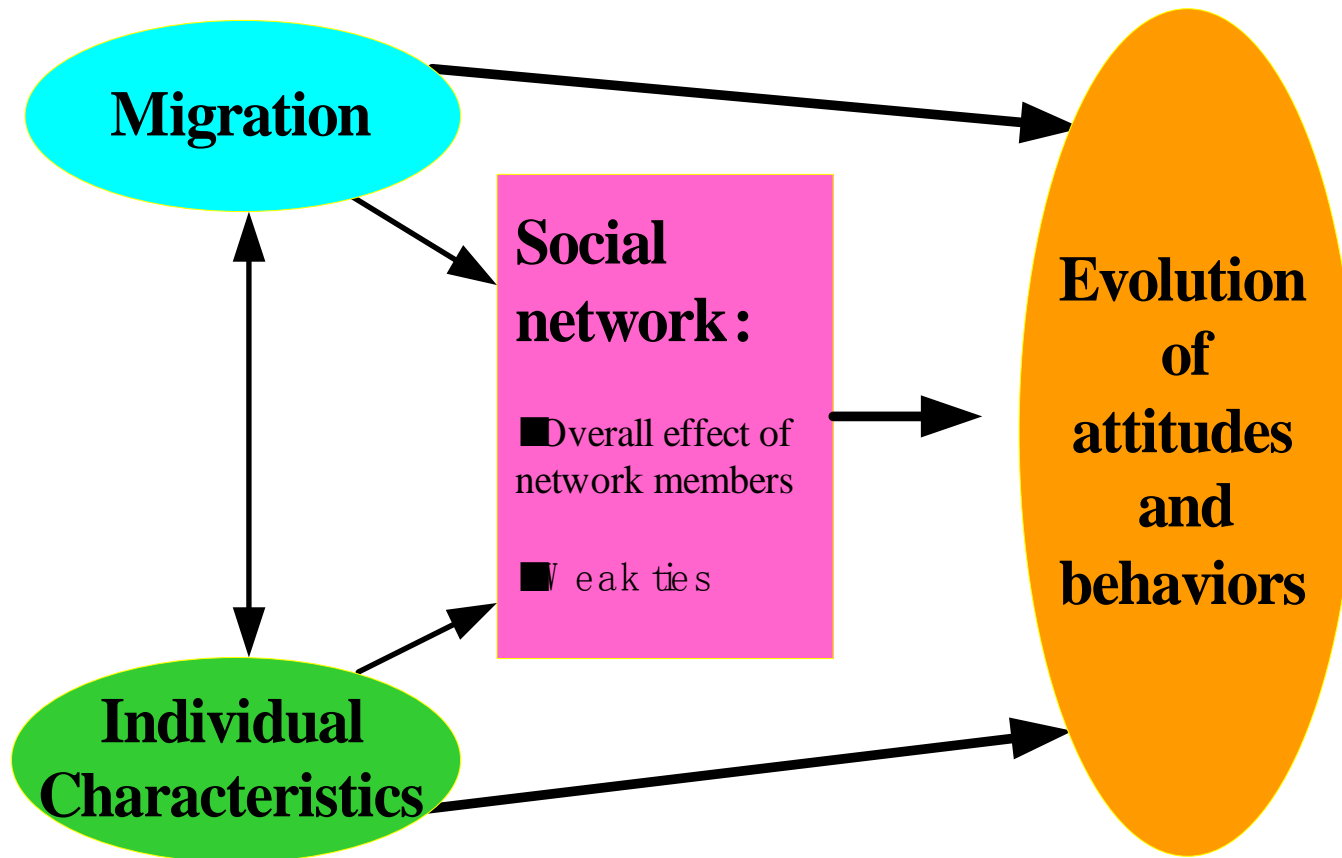 Migration
Social
network:
■Overall effect of
network members
■Weak ties
Individual
Characteristics
Evolution
of
attitudes
and
behaviors